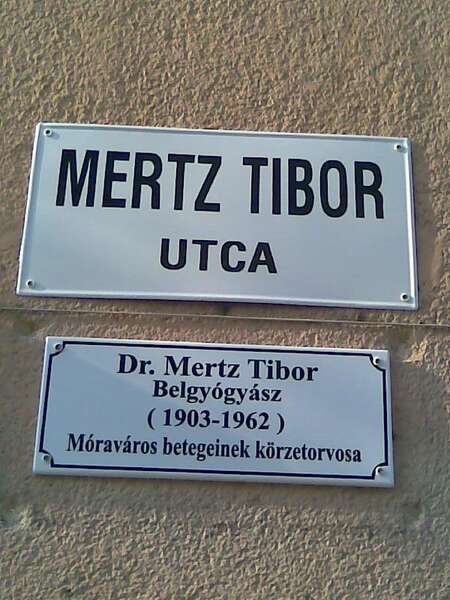 MERTZ TIBOR
UTCA
Dr. Mertz Tibor
Belgyógyász
( 1903-1962 )
Móraváros betegeinek körzetorvosa